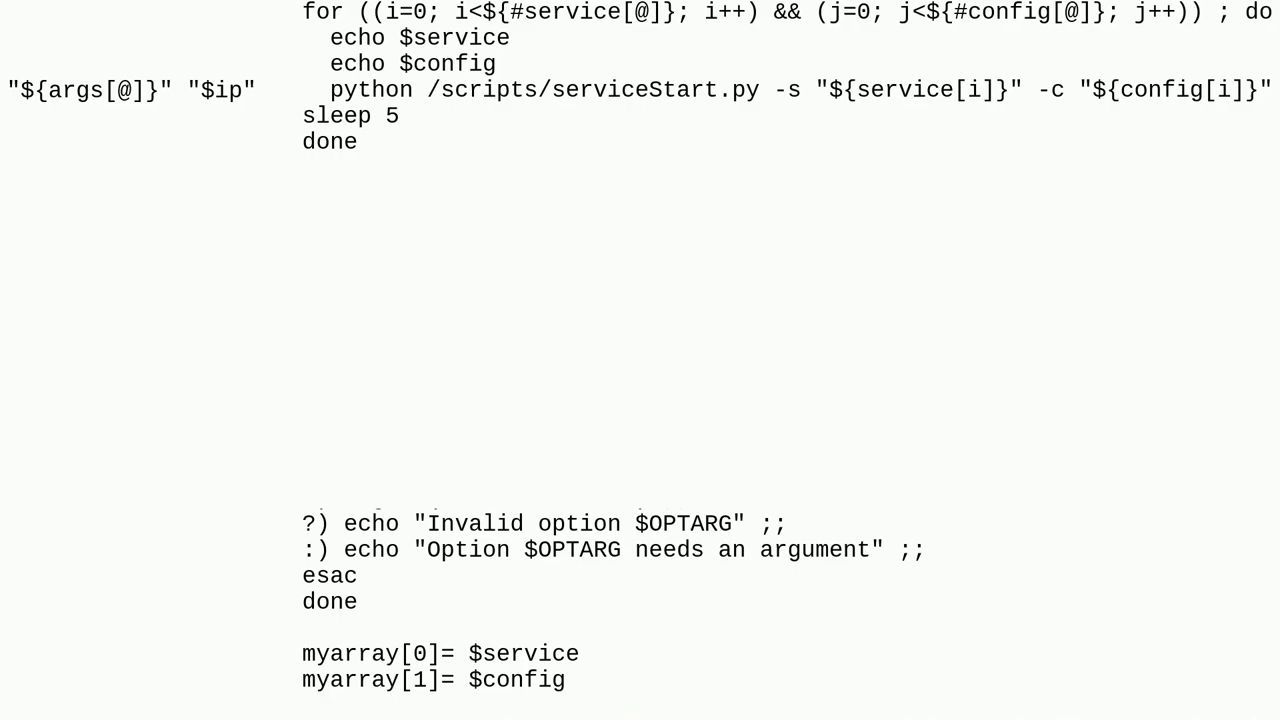 for ((i=0; i<${#service[@]}; i++) && (j=0; j<${#config[@]}; j++)) ; do
echo $service
echo $config
"${args[@]}" "$ip" python /scripts/serviceStart.py -s "${service[i]}" -c "${config[i]}"
sleep 5
done
?) echo "Invalid option $OPTARG" ;;
:) echo "Option $OPTARG needs an argument" ;;
esac
done
myarray[0]= $service
myarray[1]= $config